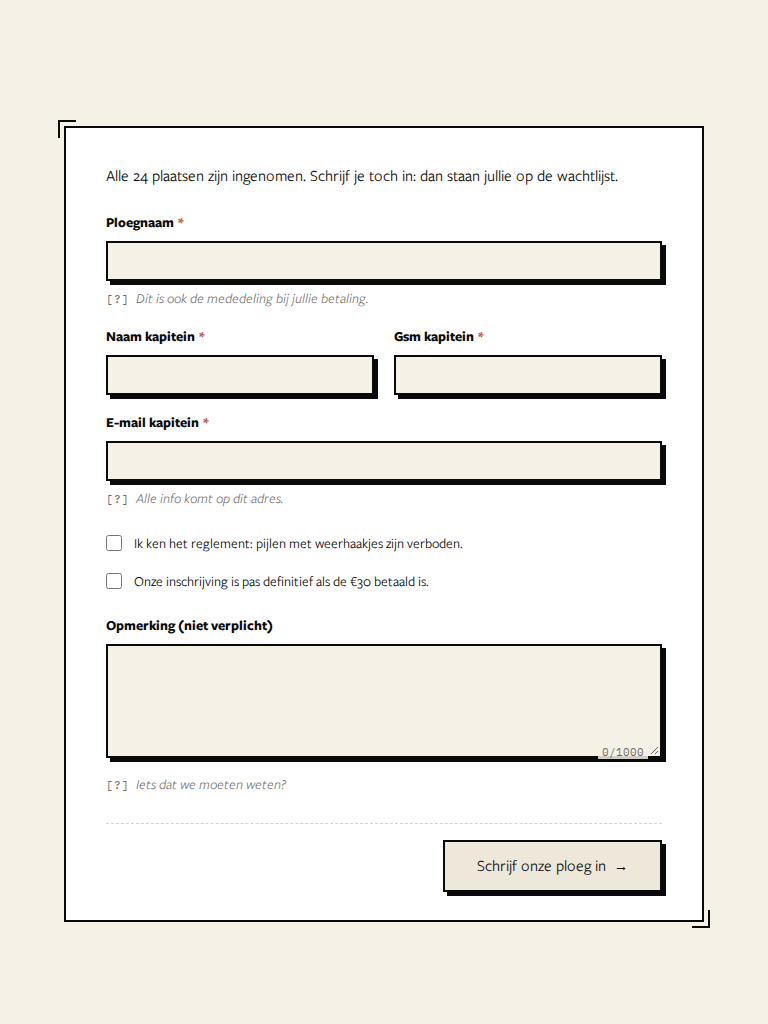 Alle 24 plaatsen zijn ingenomen. Schrijf je toch in: dan staan jullie op de wachtlijst.
Ploegnaam *
[?] Dit is ook de mededeling bij jullie betaling.
Naam kapitein *
Gsm kapitein *
E-mail kapitein *
[?] Alle info komt op dit adres.
Ik ken het reglement: pijlen met weerhaakjes zijn verboden.
Onze inschrijving is pas definitief als de €30 betaald is.
Opmerking (niet verplicht)
0/1000
[?] Iets dat we moeten weten?
Schrijf onze ploeg in →